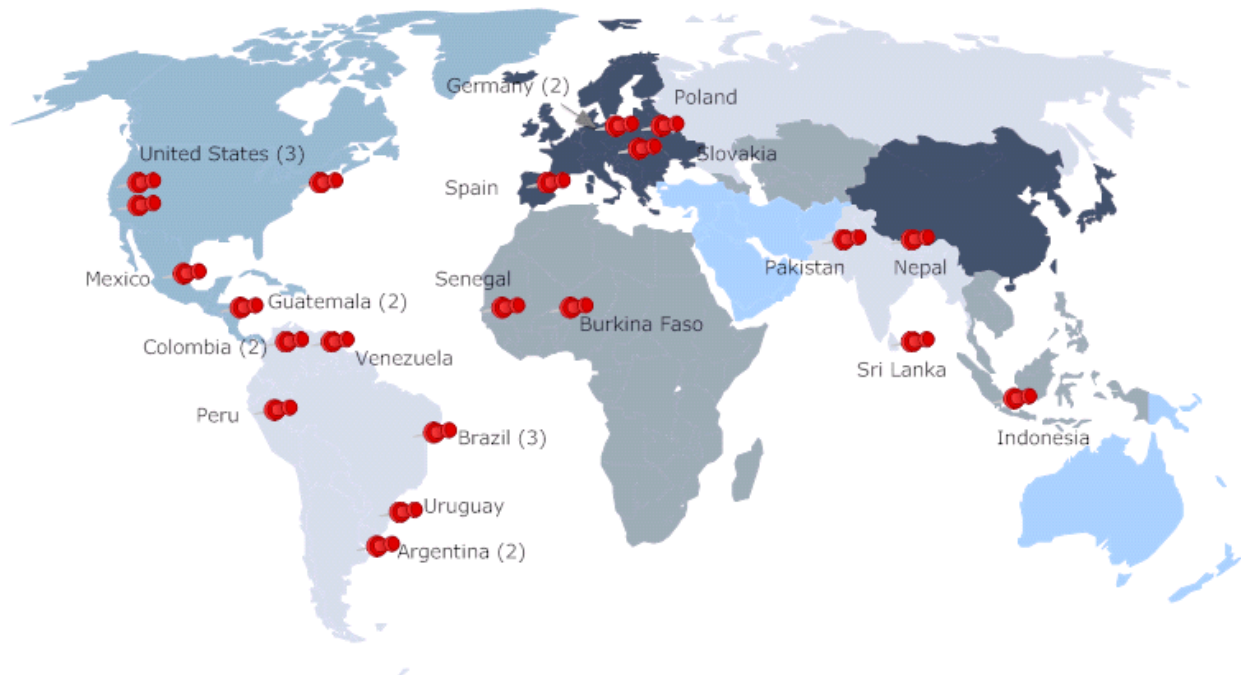 Germany (2)
Poland
United States (3)
Slovakia
Spain
Mexico
Senegal
Pakistan
Nepal
Guatemala (2)
Burkina Faso
Colombia (2)
Venezuela
Sri Lanka
Peru
Brazil (3)
Indonesia
Uruguay
Argentina (2)